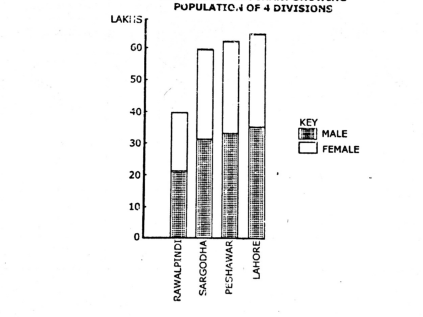 POPULATION OF 4 DIVISIONS
LAKHS
60
50
40
30
20
10
0
RAWALPINDI
SARGODHA
PESHAWAR
LAHORE
KEY
MALE
FEMALE